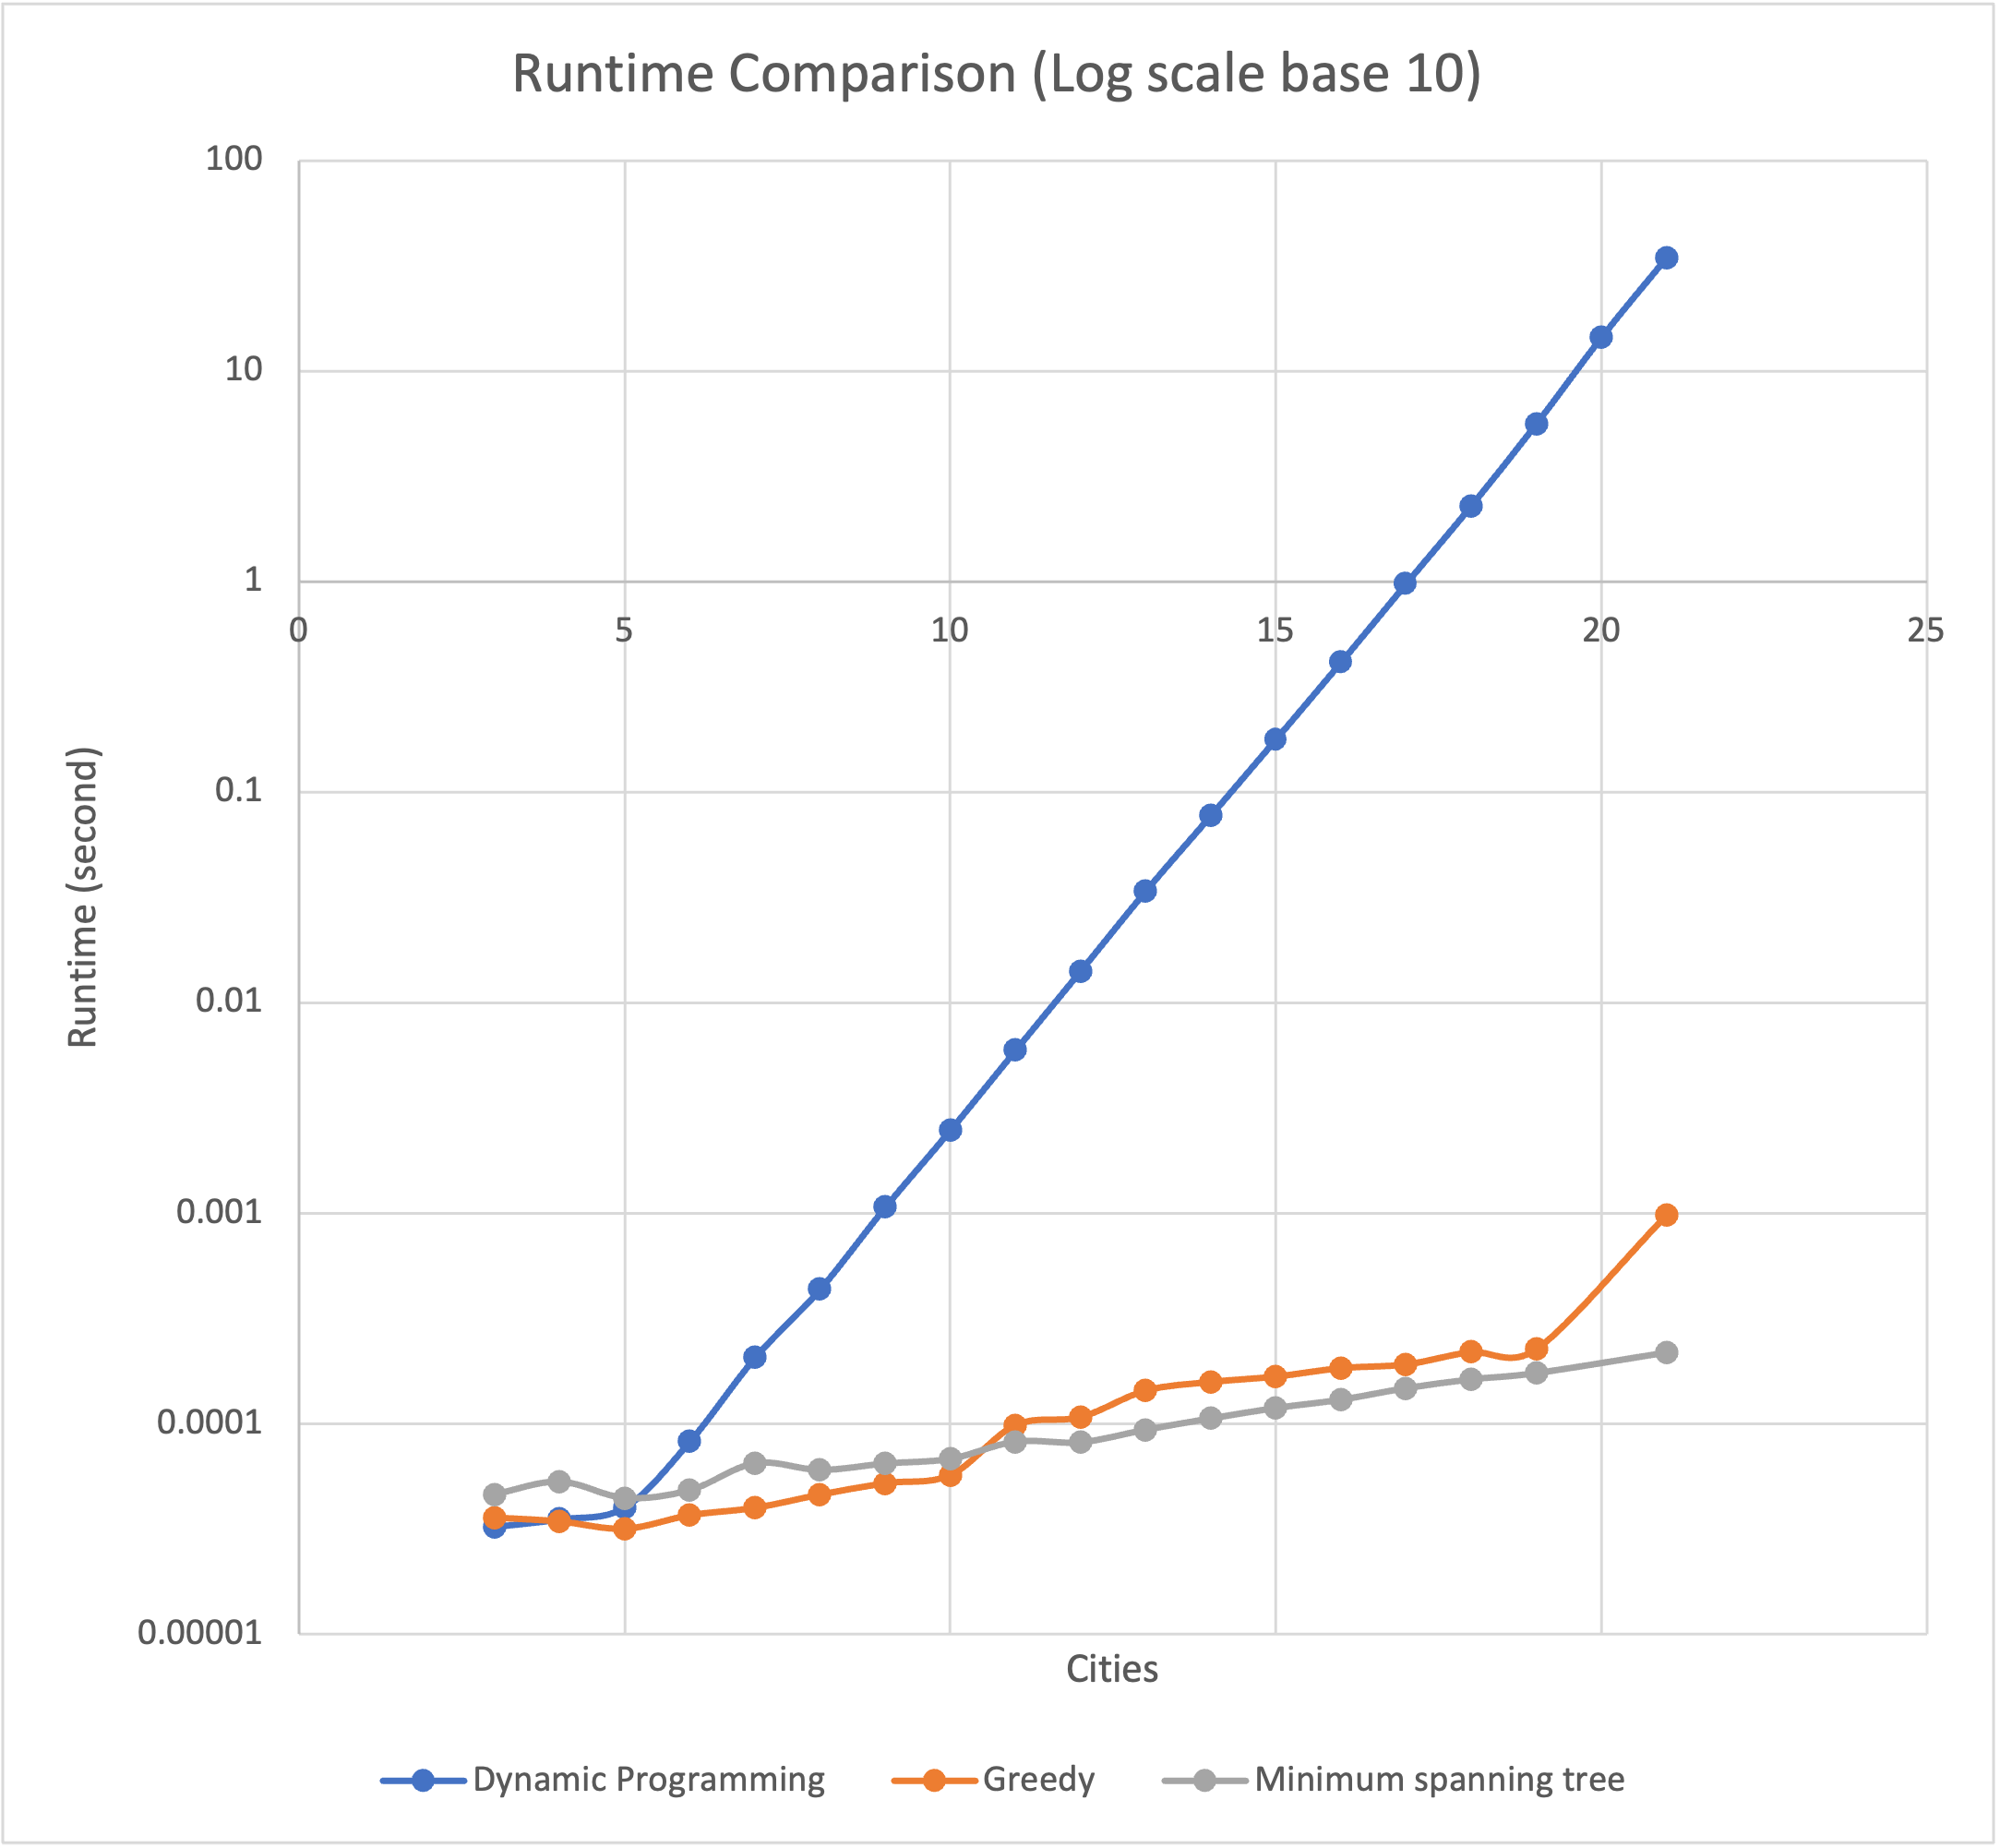 Runtime Comparison (Log scale base 10)
100
10
1
0 5 10 15 20 25
0.1
0.01
0.001
0.0001
0.00001
Runtime (second)
Cities
Dynamic Programming Greedy Minimum spanning tree